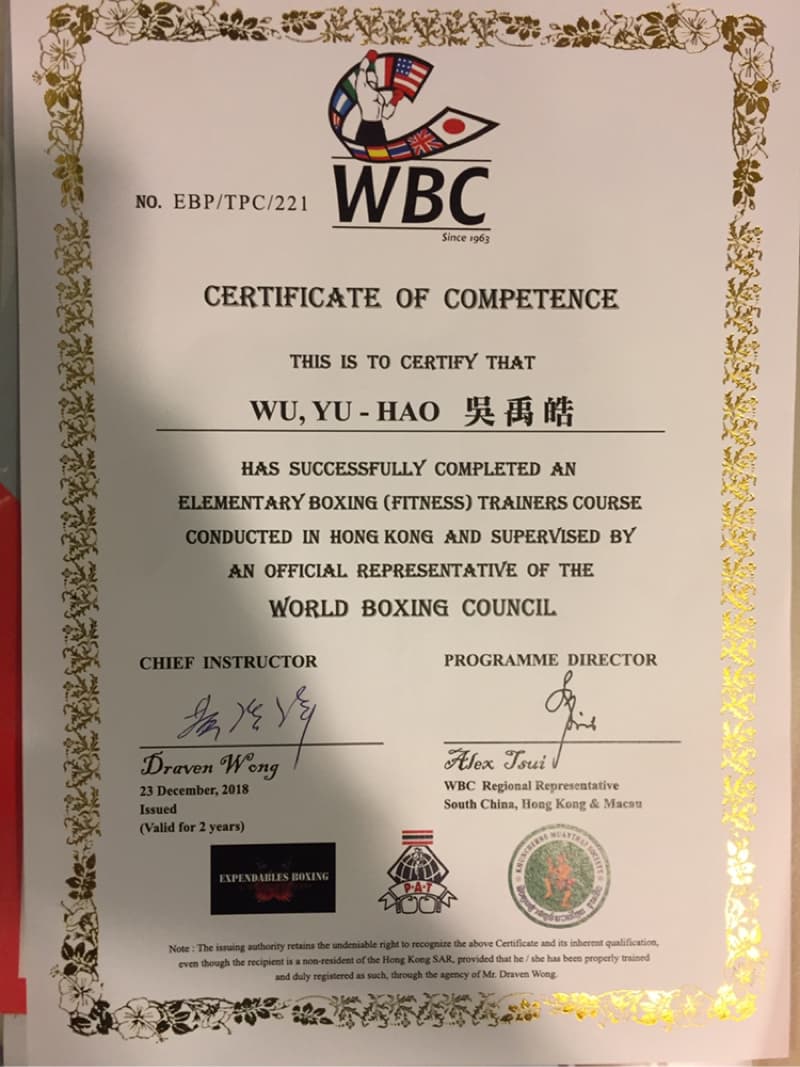 WBC
Since 1963
NO. EBP/TPC/221
CERTIFICATE OF COMPETENCE
THIS IS TO CERTIFY THAT
WU, YU - HAO 吳禹皓
HAS SUCCESSFULLY COMPLETED AN
ELEMENTARY BOXING (FITNESS) TRAINERS COURSE
CONDUCTED IN HONG KONG AND SUPERVISED BY
AN OFFICIAL REPRESENTATIVE OF THE
WORLD BOXING COUNCIL
CHIEF INSTRUCTOR
Draven Wong
23 December, 2018
Issued
(Valid for 2 years)
PROGRAMME DIRECTOR
Alex Tsui
WBC Regional Representative
South China, Hong Kong & Macau
EXPENDABLES BOXING
P·A·T
MUAYTHAI SOCIETY
Note : The issuing authority retains the undeniable right to recognize the above Certificate and its inherent qualification,
even though the recipient is a non-resident of the Hong Kong SAR, provided that he / she has been properly trained
and duly registered as such, through the agency of Mr. Draven Wong.